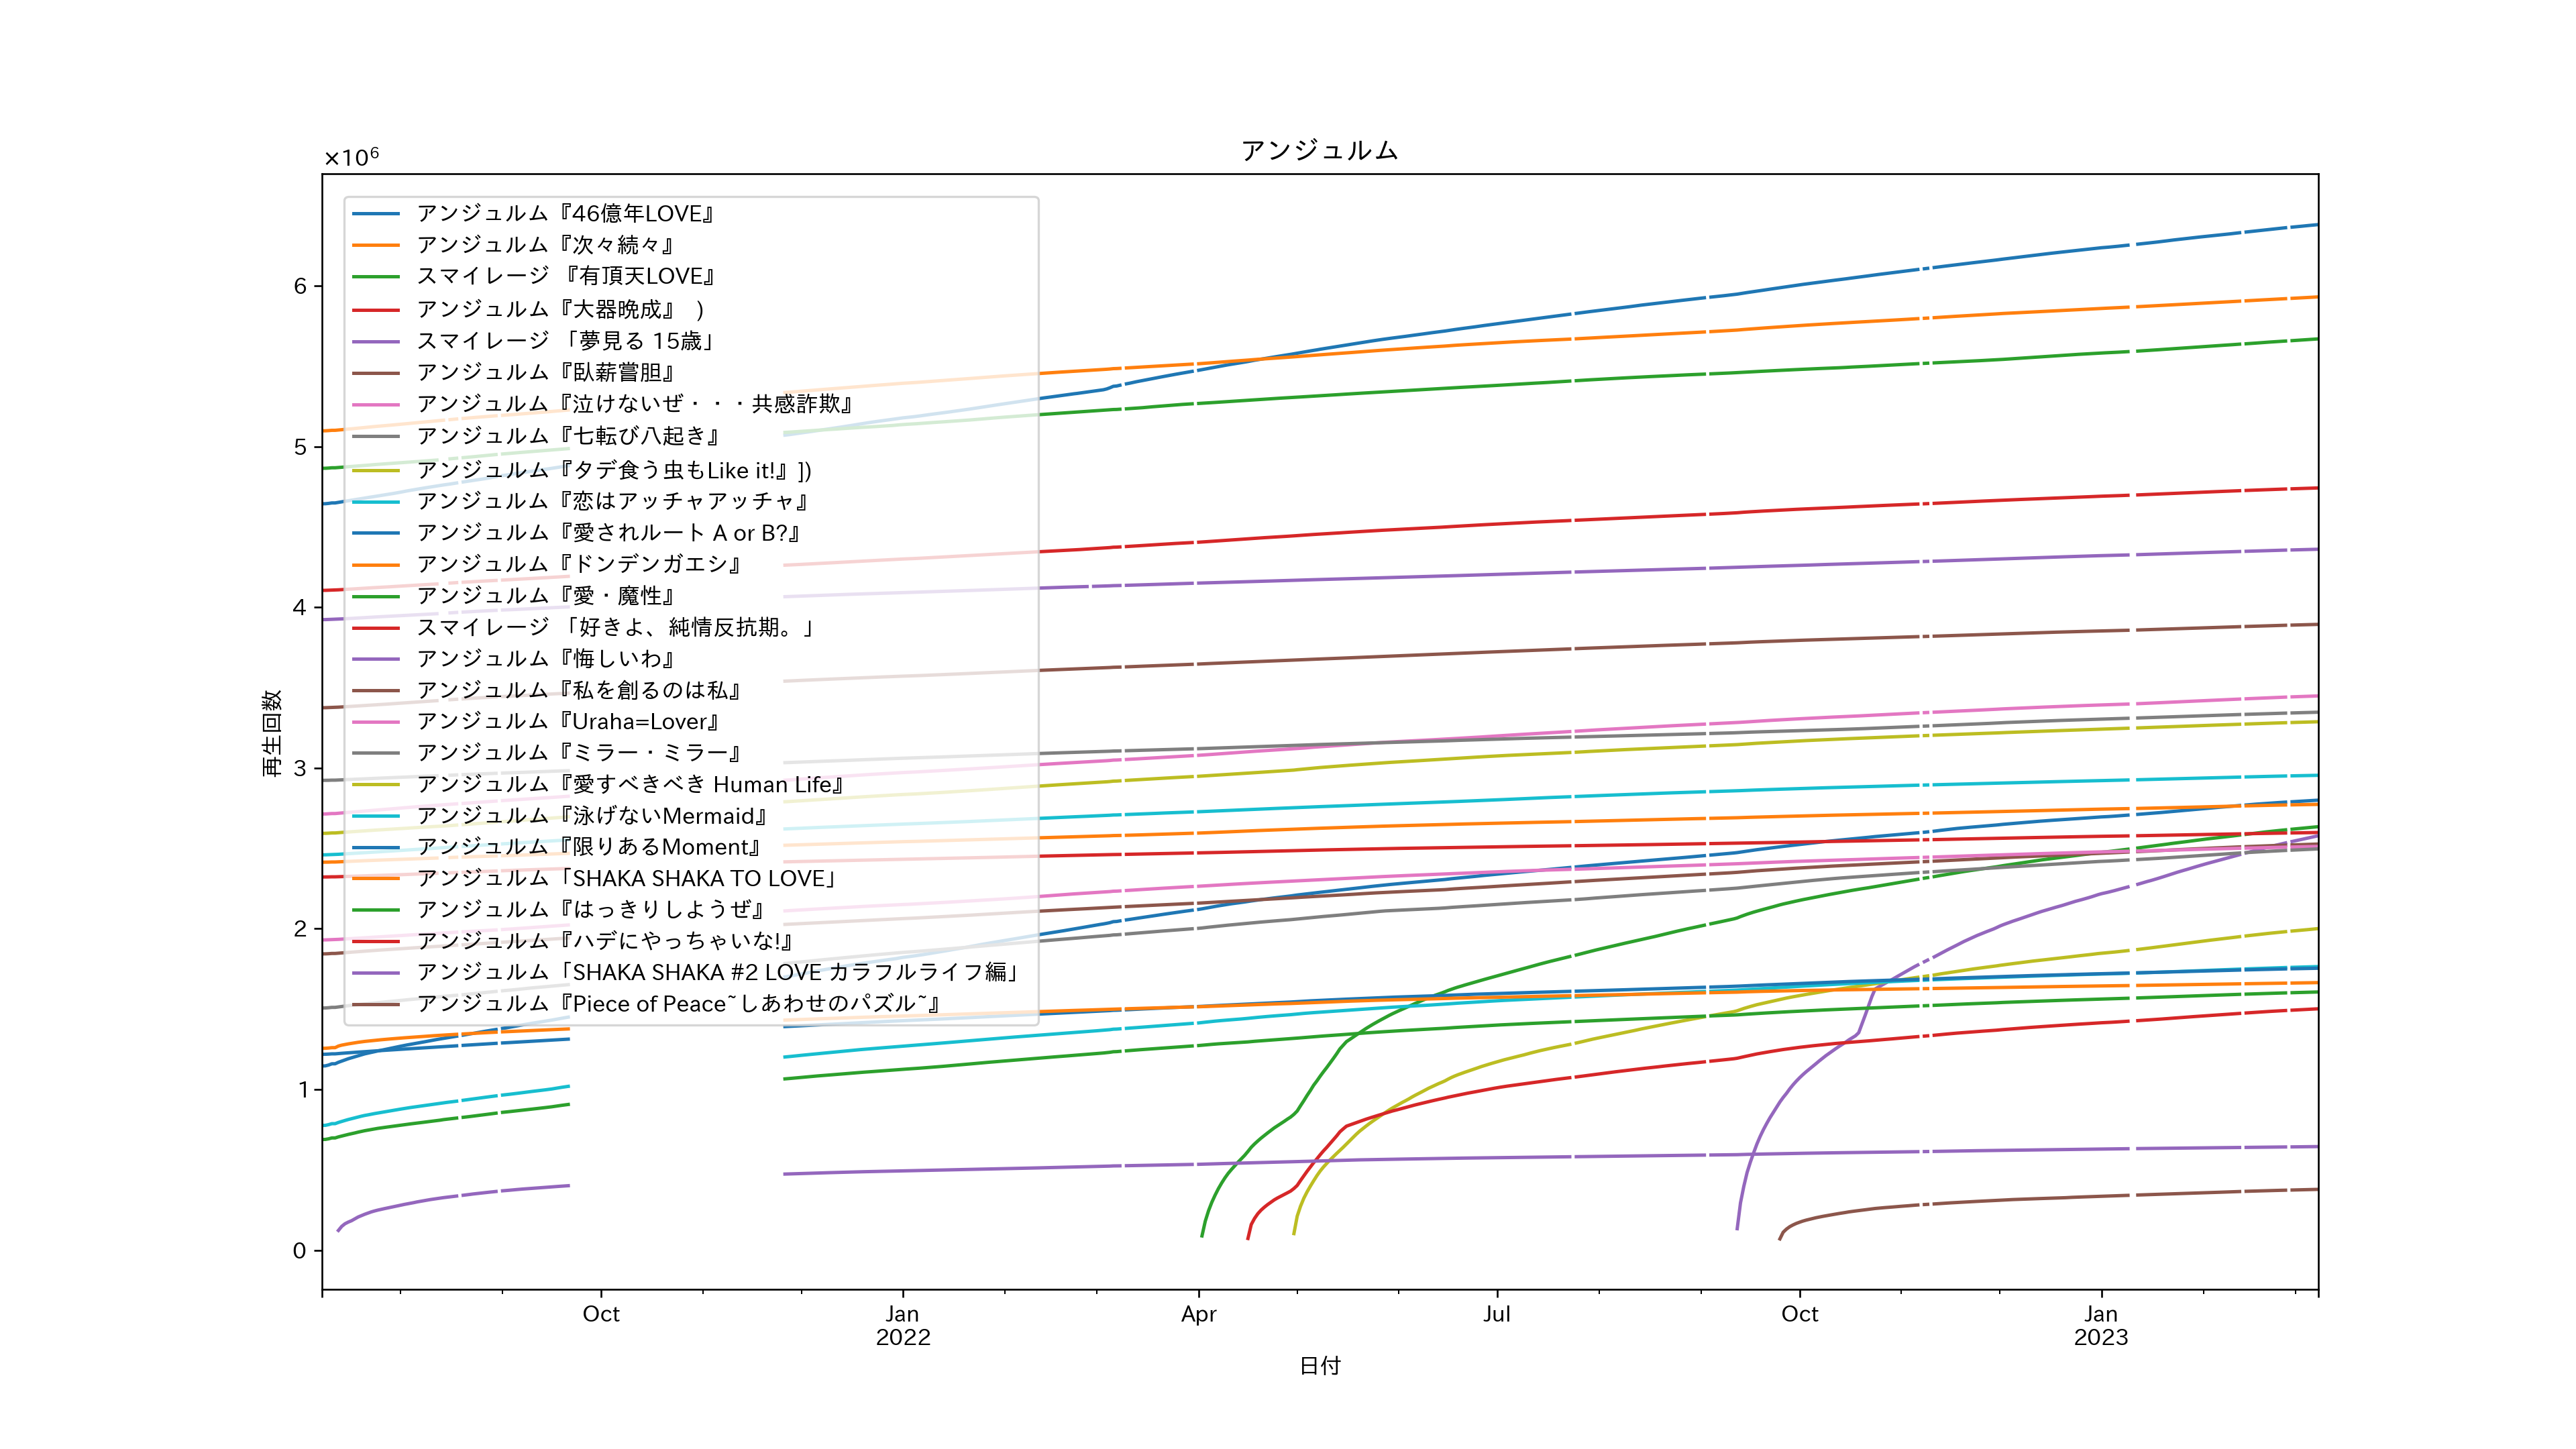 アンジュルム
×10⁶
アンジュルム『46億年LOVE』
アンジュルム『次々続々』
スマイレージ 『有頂天LOVE』
アンジュルム『大器晩成』 )
スマイレージ 「夢見る 15歳」
アンジュルム『臥薪嘗胆』
アンジュルム『泣けないぜ・・・共感詐欺』
アンジュルム『七転び八起き』
アンジュルム『タデ食う虫もLike it!』])
アンジュルム『恋はアッチャアッチャ』
アンジュルム『愛されルート A or B?』
アンジュルム『ドンデンガエシ』
アンジュルム『愛・魔性』
スマイレージ 「好きよ、純情反抗期。」
アンジュルム『悔しいわ』
アンジュルム『私を創るのは私』
アンジュルム『Uraha=Lover』
アンジュルム『ミラー・ミラー』
アンジュルム『愛すべきべき Human Life』
アンジュルム『泳げないMermaid』
アンジュルム『限りあるMoment』
アンジュルム「SHAKA SHAKA TO LOVE」
アンジュルム『はっきりしようぜ』
アンジュルム『ハデにやっちゃいな!』
アンジュルム「SHAKA SHAKA #2 LOVE カラフルライフ編」
アンジュルム『Piece of Peace~しあわせのパズル~』
6
5
4
3
2
1
0
再生回数
Oct Jan Apr Jul Oct Jan
2022 2023
日付